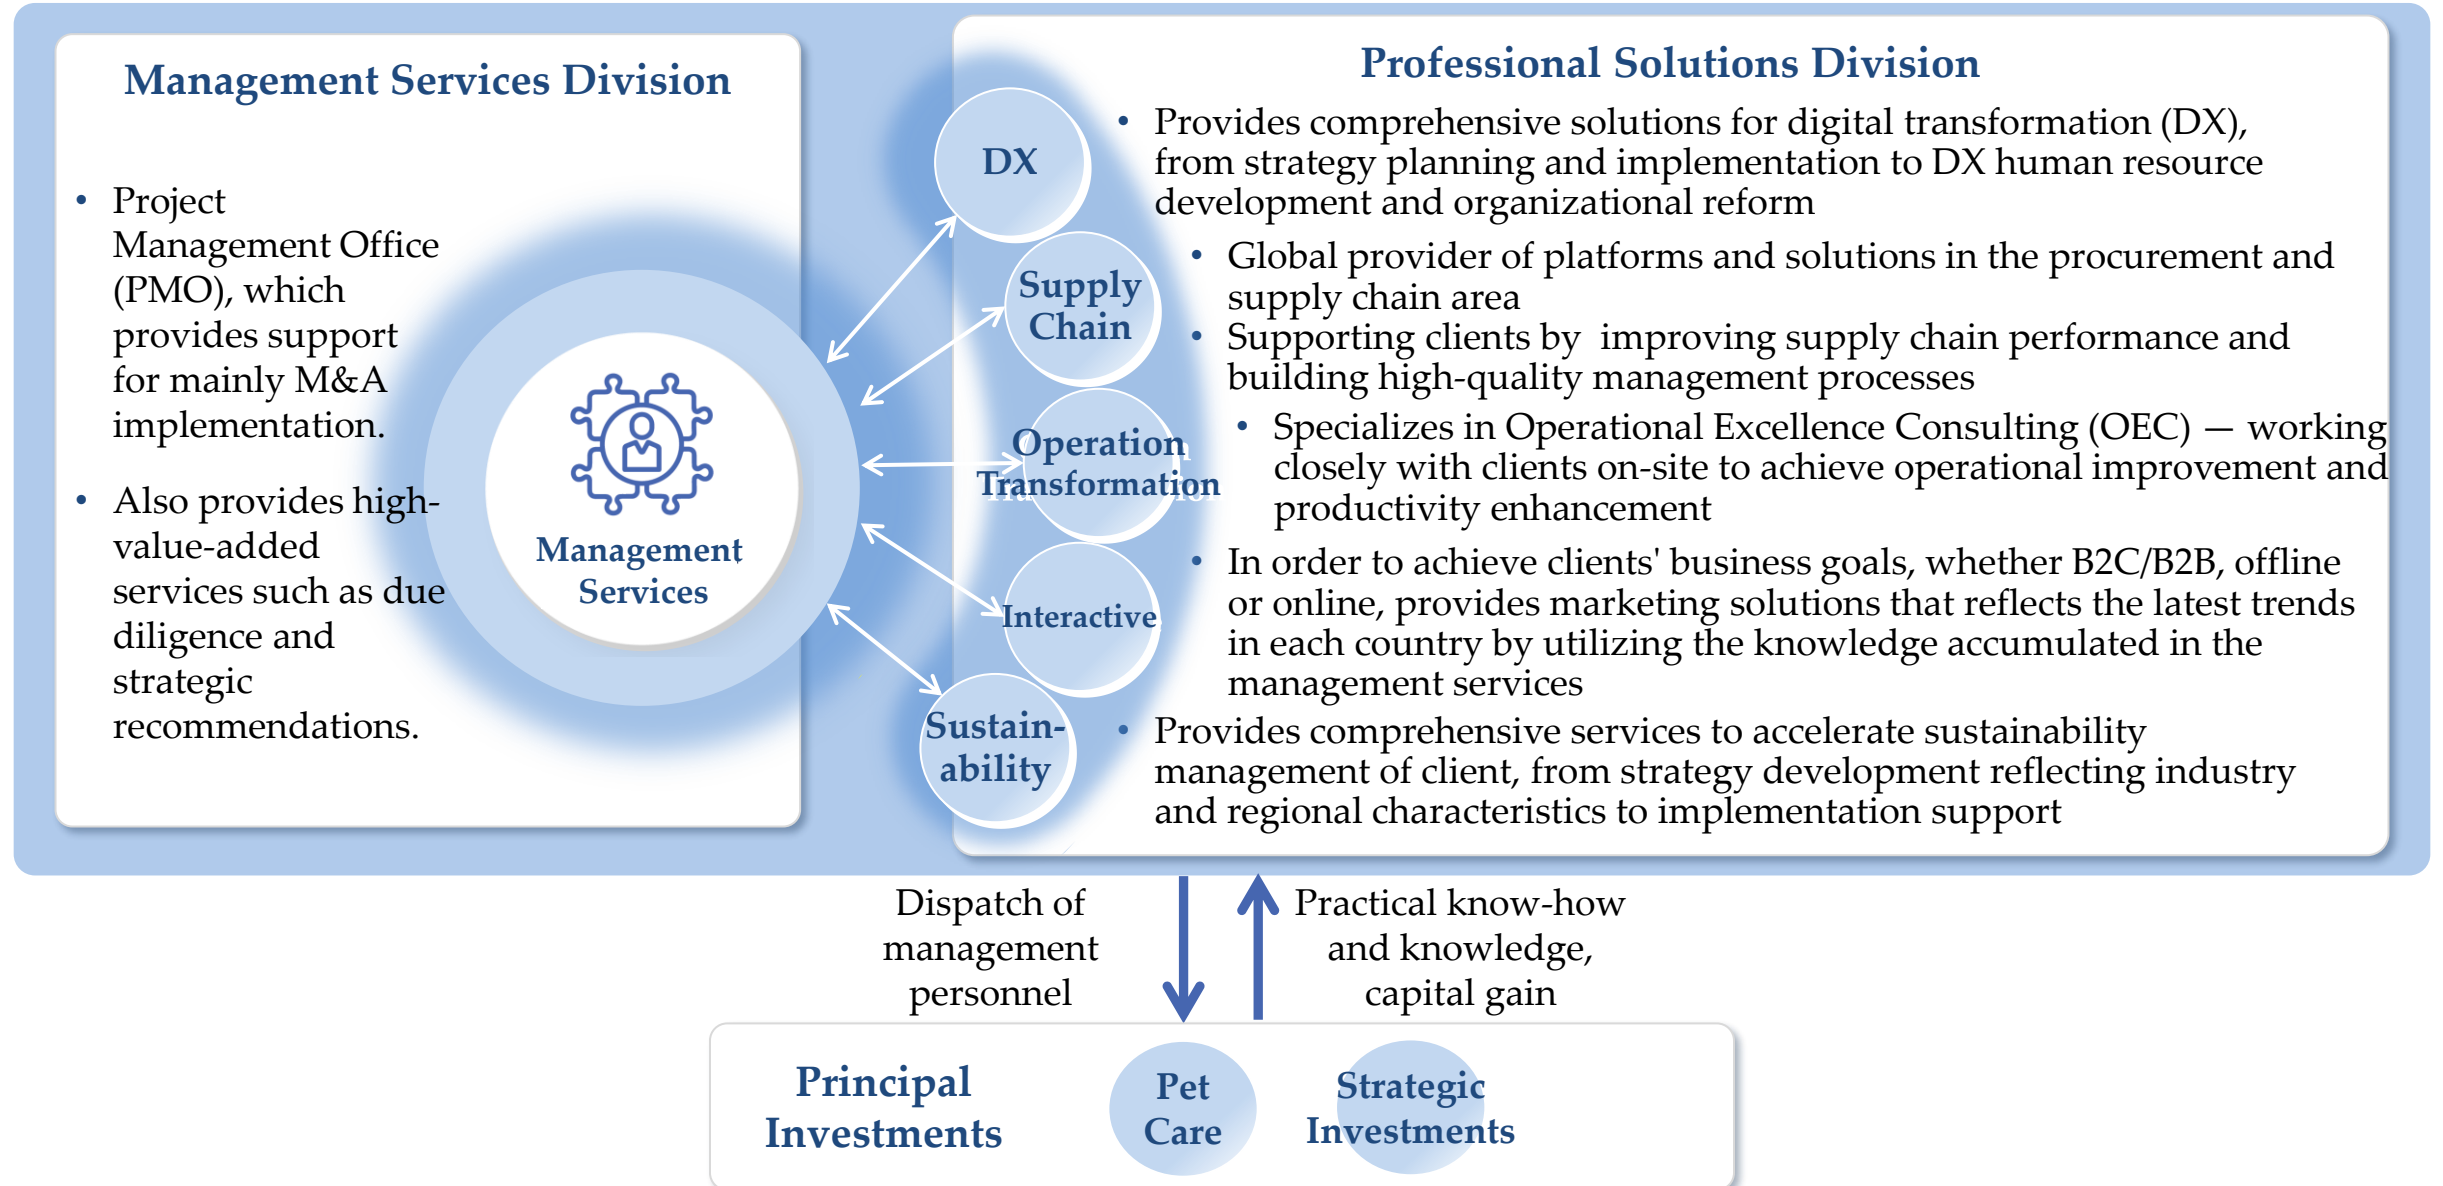 Management Services Division
• Project
Management Office
(PMO), which
provides support
for mainly M&A
implementation.
• Also provides high-
value-added
services such as due
diligence and
strategic
recommendations.
Management
Services
Professional Solutions Division
DX
• Provides comprehensive solutions for digital transformation (DX),
from strategy planning and implementation to DX human resource
development and organizational reform
Supply
Chain
• Global provider of platforms and solutions in the procurement and
supply chain area
• Supporting clients by  improving supply chain performance and
building high-quality management processes
Operation
Transformation
• Specializes in Operational Excellence Consulting (OEC) — working
closely with clients on-site to achieve operational improvement and
productivity enhancement
Interactive
• In order to achieve clients' business goals, whether B2C/B2B, offline
or online, provides marketing solutions that reflects the latest trends
in each country by utilizing the knowledge accumulated in the
management services
Sustain-
ability
• Provides comprehensive services to accelerate sustainability
management of client, from strategy development reflecting industry
and regional characteristics to implementation support
Dispatch of
management
personnel
Practical know-how
and knowledge,
capital gain
Principal
Investments
Pet
Care
Strategic
Investments